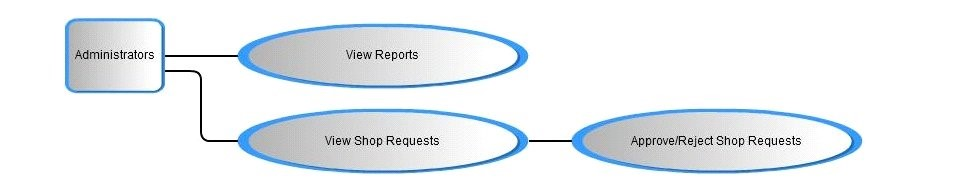 Administrators
View Reports
View Shop Requests
Approve/Reject Shop Requests